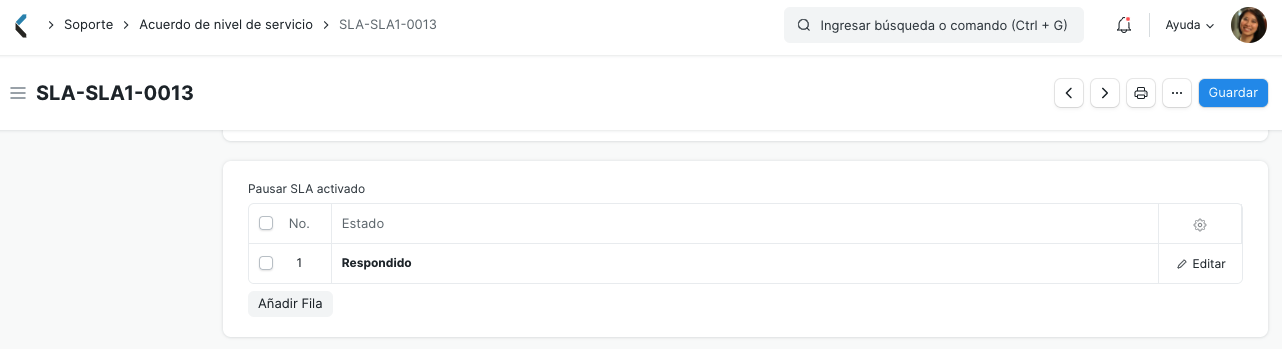 Soporte Acuerdo de nivel de servicio SLA-SLA1-0013 Ingresar búsqueda o comando (Ctrl + G) Ayuda
SLA-SLA1-0013 Guardar
Pausar SLA activado
No. Estado
1 Respondido Editar
Añadir Fila